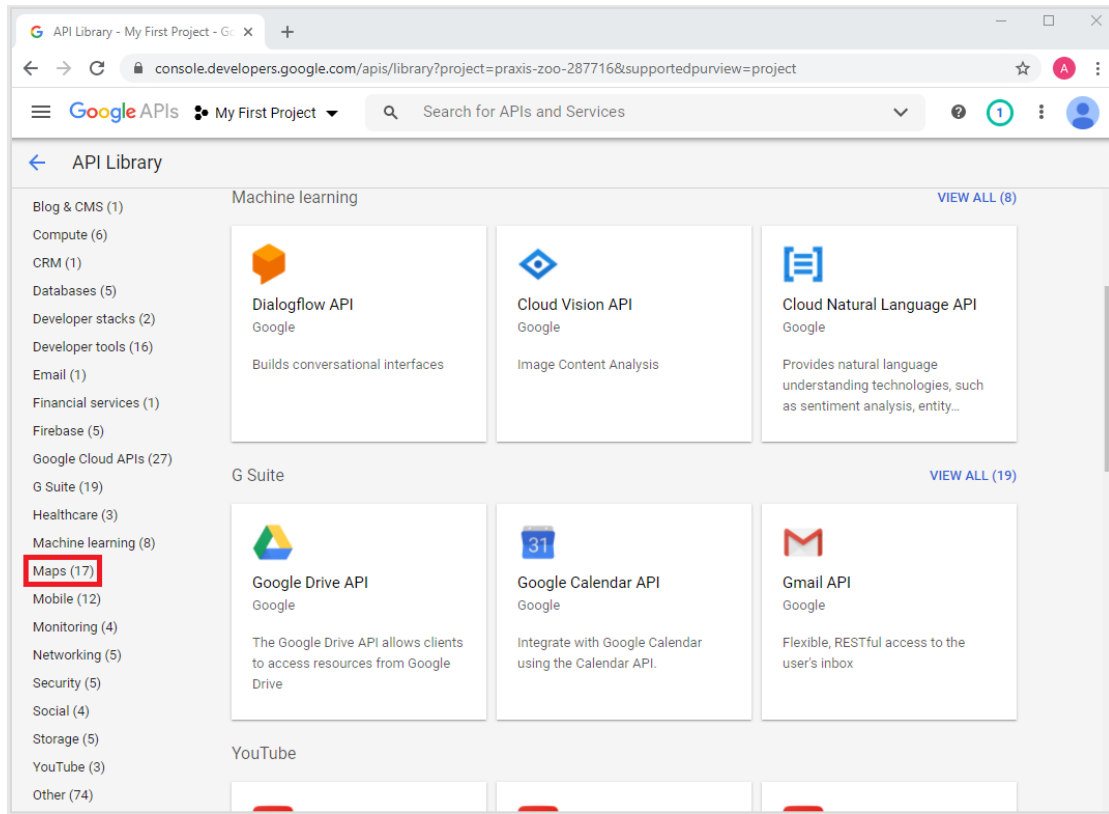 API Library - My First Project - Go
console.developers.google.com/apis/library?project=praxis-zoo-287716&supportedpurview=project
A
Google APIs My First Project Search for APIs and Services 1
API Library
Blog & CMS (1)
Compute (6)
CRM (1)
Databases (5)
Developer stacks (2)
Developer tools (16)
Email (1)
Financial services (1)
Firebase (5)
Google Cloud APIs (27)
G Suite (19)
Healthcare (3)
Machine learning (8)
Maps (17)
Mobile (12)
Monitoring (4)
Networking (5)
Security (5)
Social (4)
Storage (5)
YouTube (3)
Other (74)
Machine learning
VIEW ALL (8)
Dialogflow API
Google
Builds conversational interfaces
Cloud Vision API
Google
Image Content Analysis
Cloud Natural Language API
Google
Provides natural language
understanding technologies, such
as sentiment analysis, entity...
G Suite
VIEW ALL (19)
Google Drive API
Google
The Google Drive API allows clients
to access resources from Google
Drive
31
Google Calendar API
Google
Integrate with Google Calendar
using the Calendar API.
Gmail API
Google
Flexible, RESTful access to the
user's inbox
YouTube